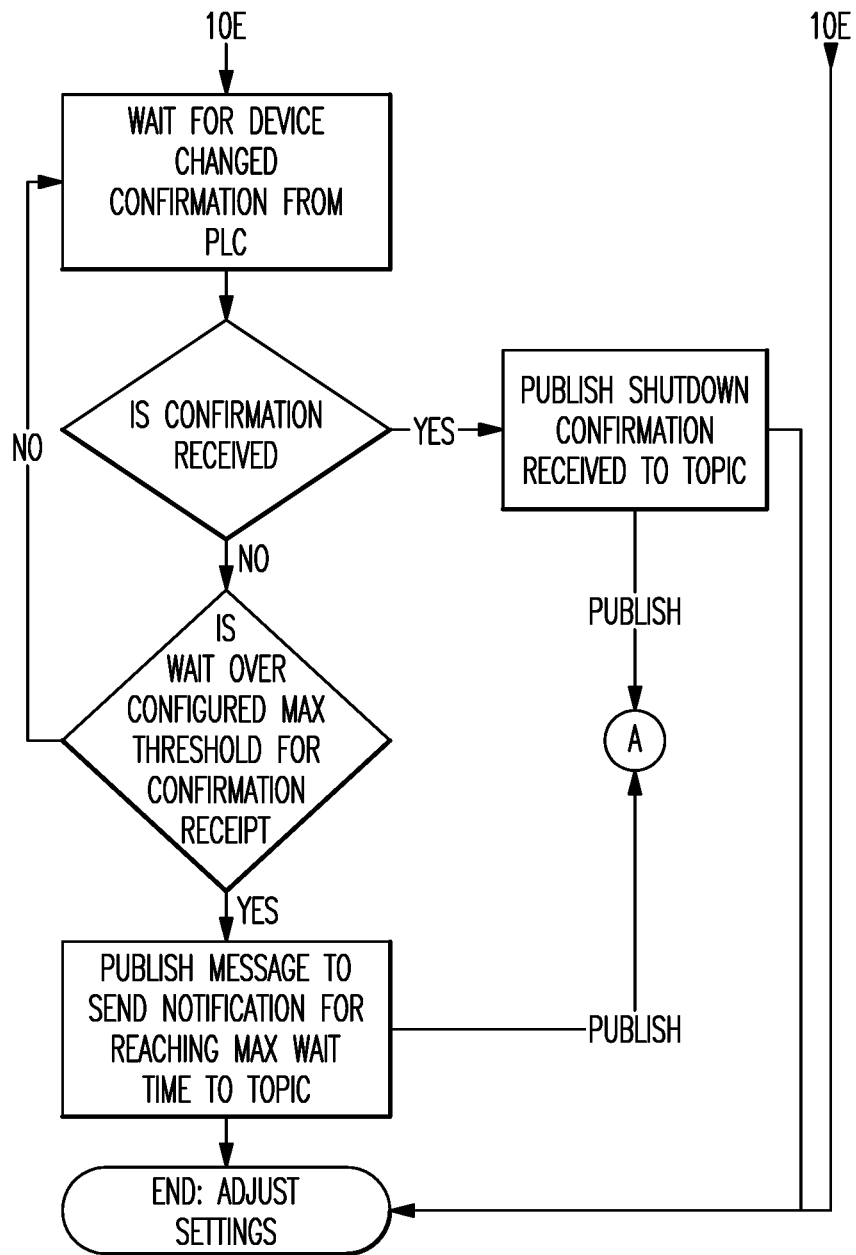 10E
10E
WAIT FOR DEVICE
CHANGED
CONFIRMATION FROM
PLC
IS CONFIRMATION
RECEIVED
YES
PUBLISH SHUTDOWN
CONFIRMATION
RECEIVED TO TOPIC
NO
NO
IS
WAIT OVER
CONFIGURED MAX
THRESHOLD FOR
CONFIRMATION
RECEIPT
PUBLISH
A
YES
PUBLISH MESSAGE TO
SEND NOTIFICATION FOR
REACHING MAX WAIT
TIME TO TOPIC
PUBLISH
END: ADJUST
SETTINGS